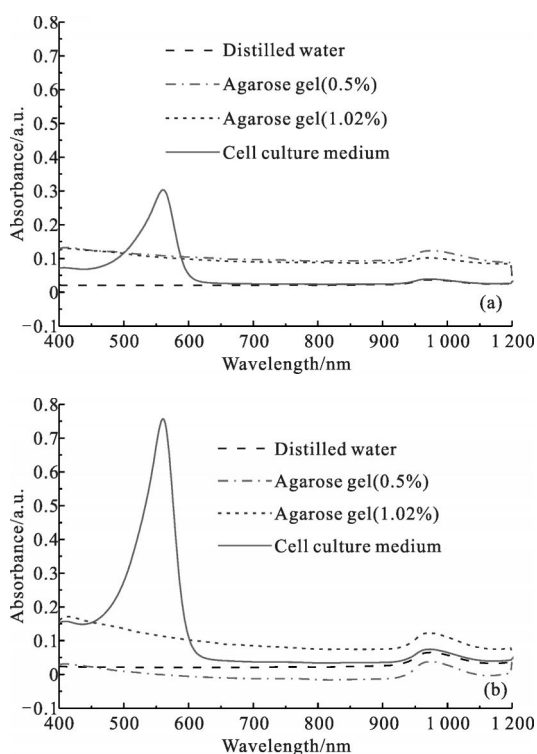 0.8
Distilled water
0.7
Agarose gel(0.5%)
0.6
Agarose gel(1.02%)
0.5
Cell culture medium
0.4
0.3
0.2
0.1
0
−0.1
Absorbance/a.u.
(a)
400 500 600 700 800 900 1 000 1 100 1 200
Wavelength/nm
0.8
0.7
Distilled water
0.6
Agarose gel(0.5%)
0.5
Agarose gel(1.02%)
0.4
Cell culture medium
0.3
0.2
0.1
0
−0.1
Absorbance/a.u.
(b)
400 500 600 700 800 900 1 000 1 100 1 200
Wavelength/nm